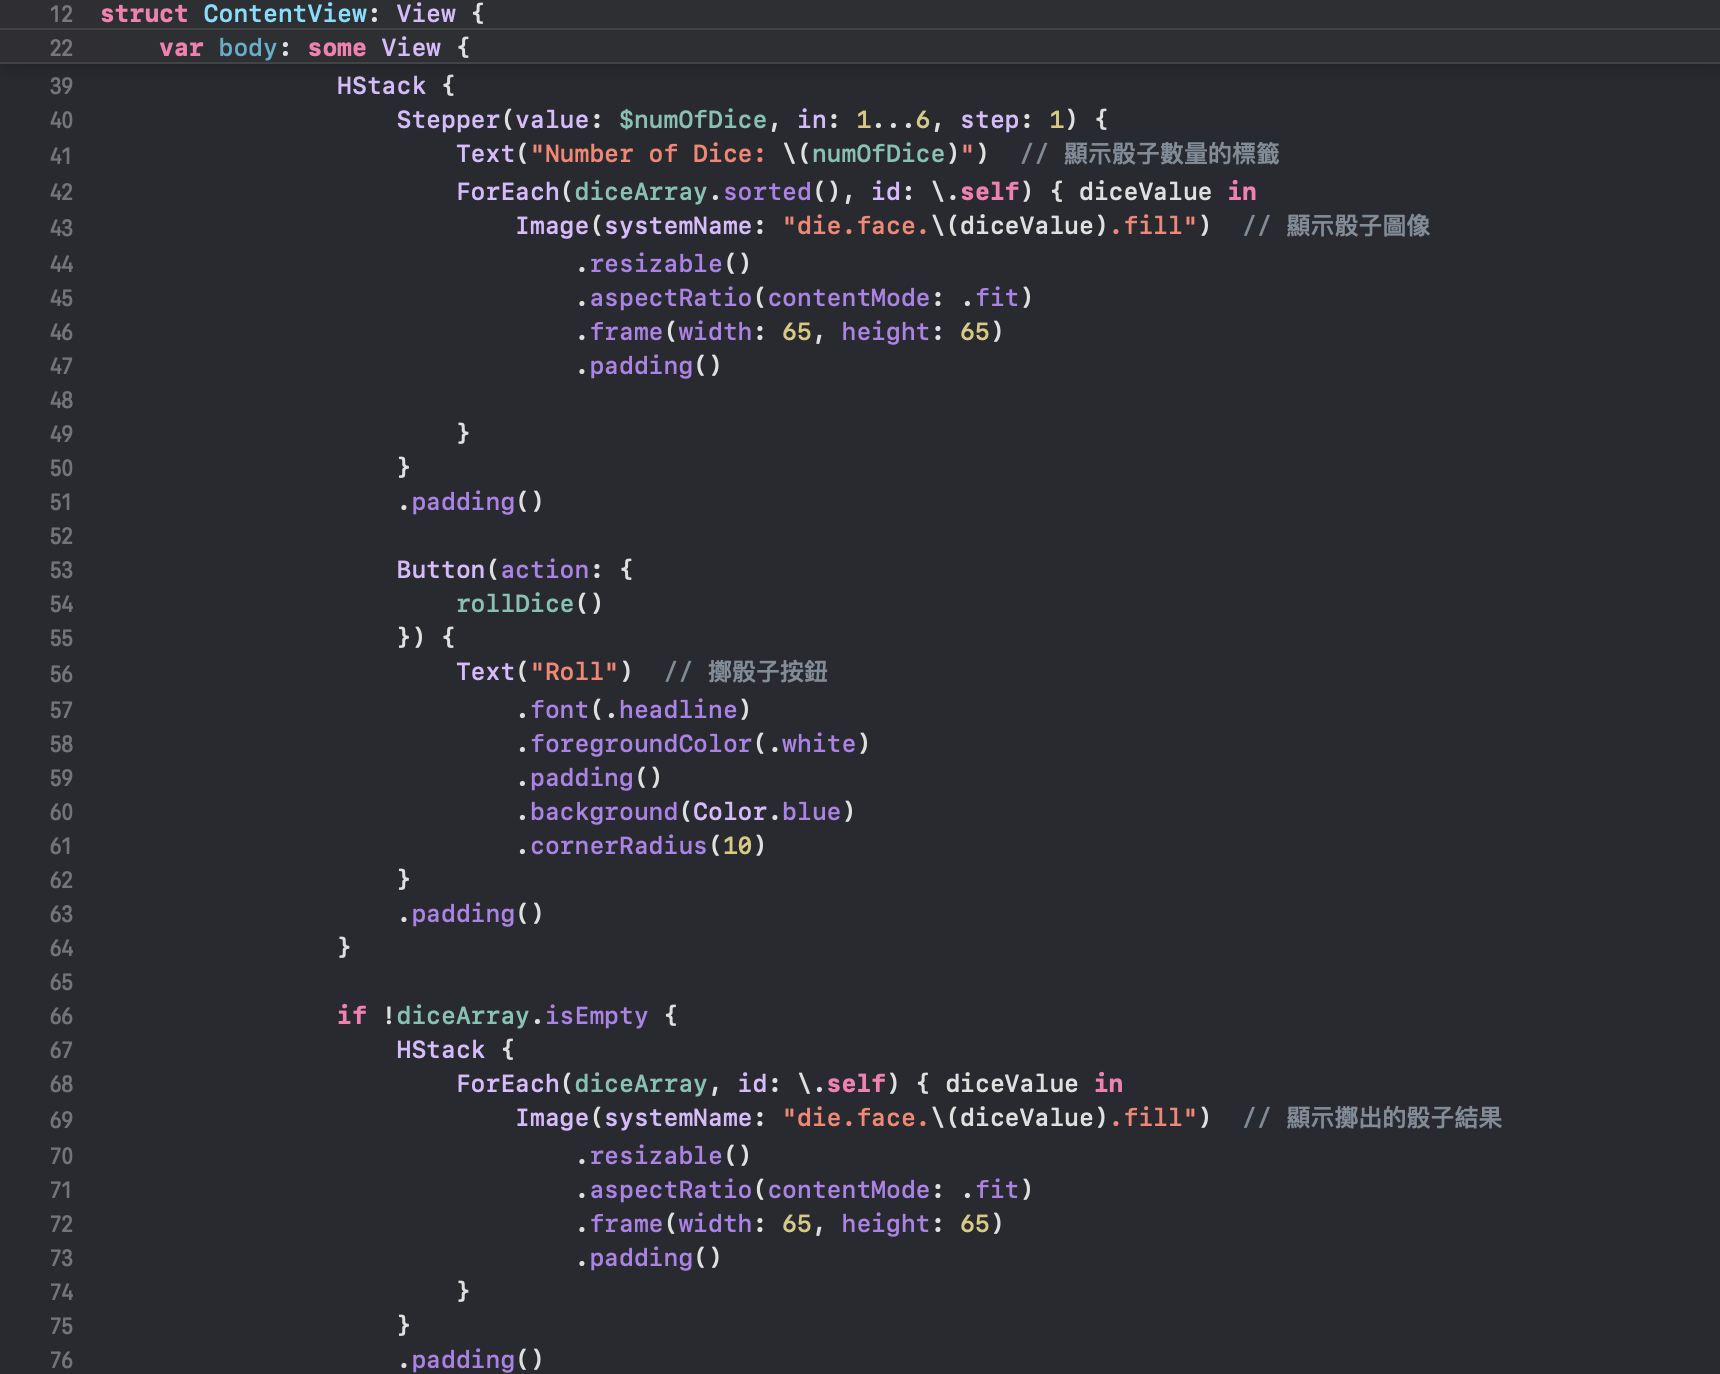 12 struct ContentView: View {
22     var body: some View {
39                 HStack {
40                     Stepper(value: $numOfDice, in: 1...6, step: 1) {
41                         Text("Number of Dice: \(numOfDice)")  // 顯示骰子數量的標籤
42                         ForEach(diceArray.sorted(), id: \.self) { diceValue in
43                             Image(systemName: "die.face.\(diceValue).fill")  // 顯示骰子圖像
44                                 .resizable()
45                                 .aspectRatio(contentMode: .fit)
46                                 .frame(width: 65, height: 65)
47                                 .padding()
48
49                         }
50                     }
51                     .padding()
52
53                     Button(action: {
54                         rollDice()
55                     }) {
56                         Text("Roll")  // 擲骰子按鈕
57                             .font(.headline)
58                             .foregroundColor(.white)
59                             .padding()
60                             .background(Color.blue)
61                             .cornerRadius(10)
62                     }
63                     .padding()
64                 }
65
66                 if !diceArray.isEmpty {
67                     HStack {
68                         ForEach(diceArray, id: \.self) { diceValue in
69                             Image(systemName: "die.face.\(diceValue).fill")  // 顯示擲出的骰子結果
70                                 .resizable()
71                                 .aspectRatio(contentMode: .fit)
72                                 .frame(width: 65, height: 65)
73                                 .padding()
74                         }
75                     }
76                     .padding()